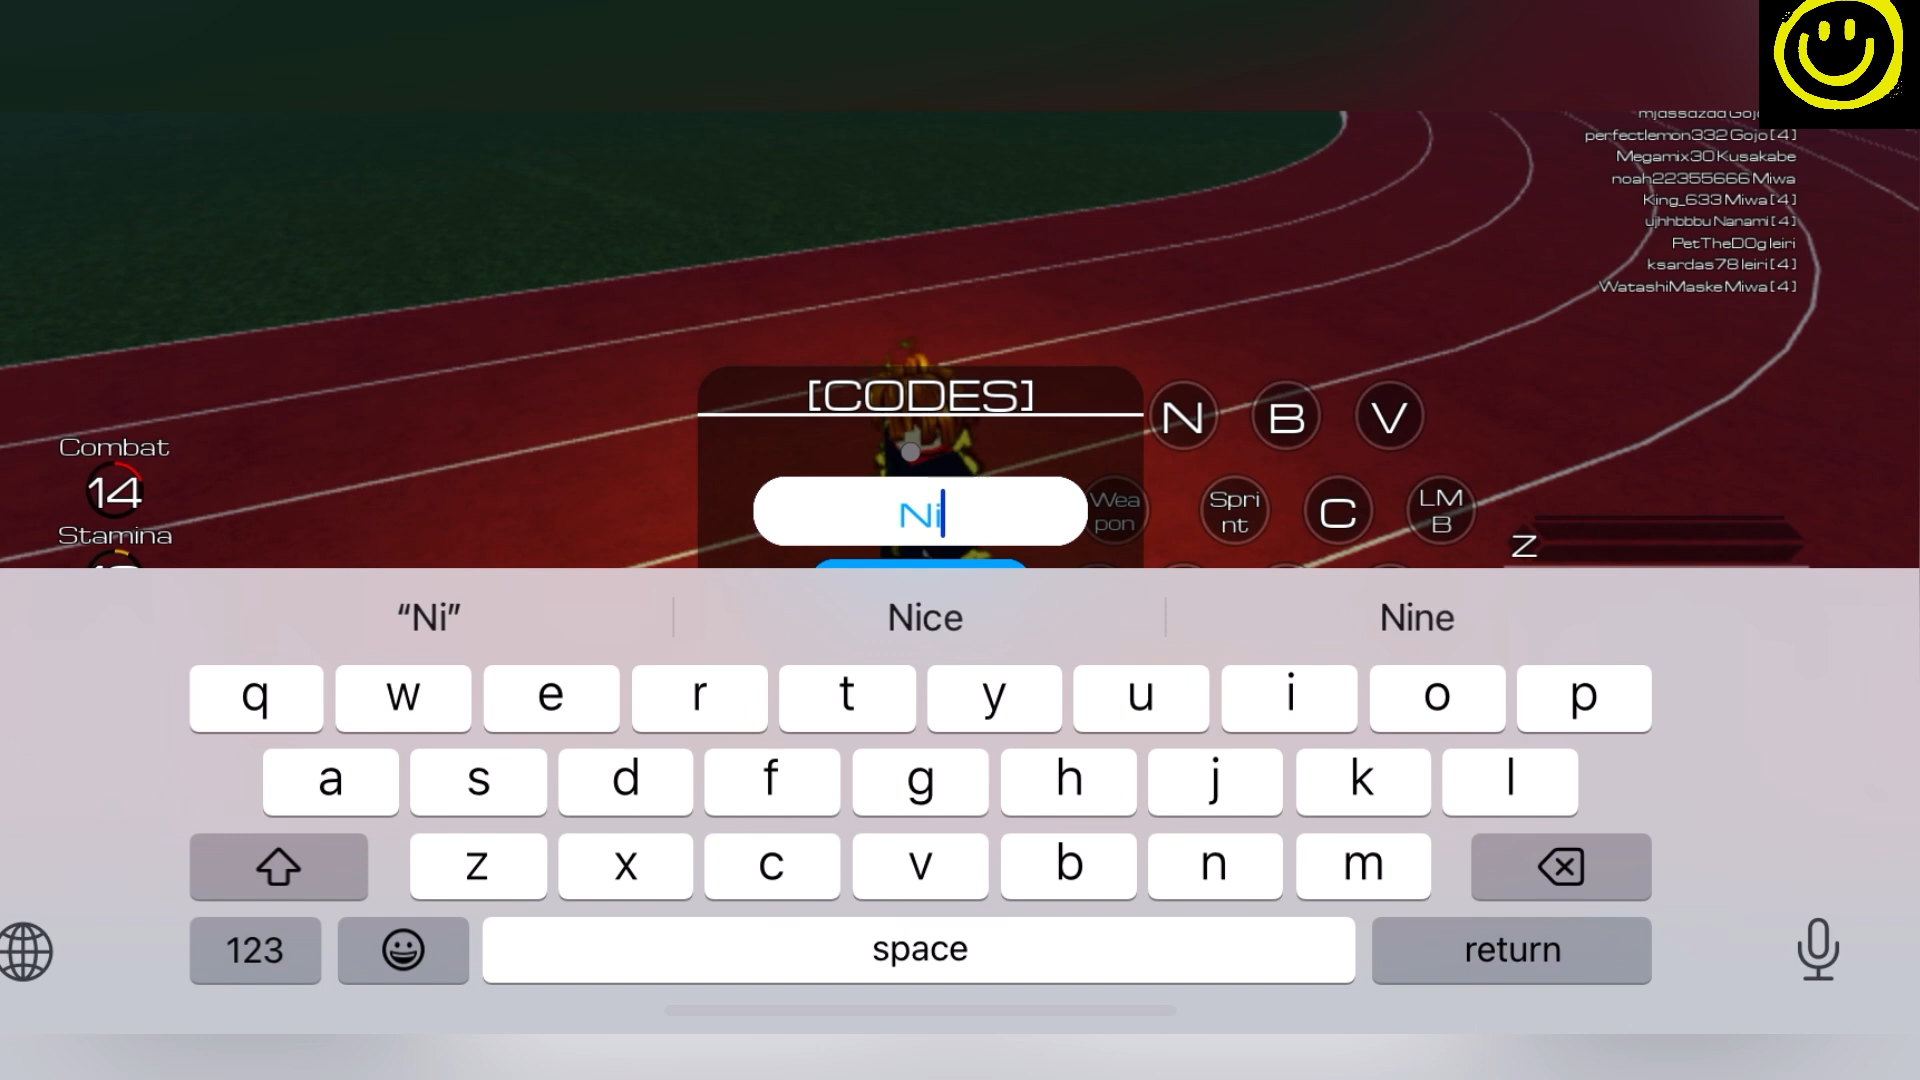 perfectlemon332 Gojo [4]
Megamix30 Kusakabe
noah22355666 Miwa
King_633 Miwa [4]
ujhhbbbu Nanami [4]
PetTheD0g Ieiri
ksardas78 Ieiri [4]
WatashiMaske Miwa [4]
[CODES]
N B V
Combat
14
Ni
Wea
pon
Spri
nt
C
LM
B
Stamina
Z
“Ni” Nice Nine
q w e r t y u i o p
a s d f g h j k l
z x c v b n m
123 space return